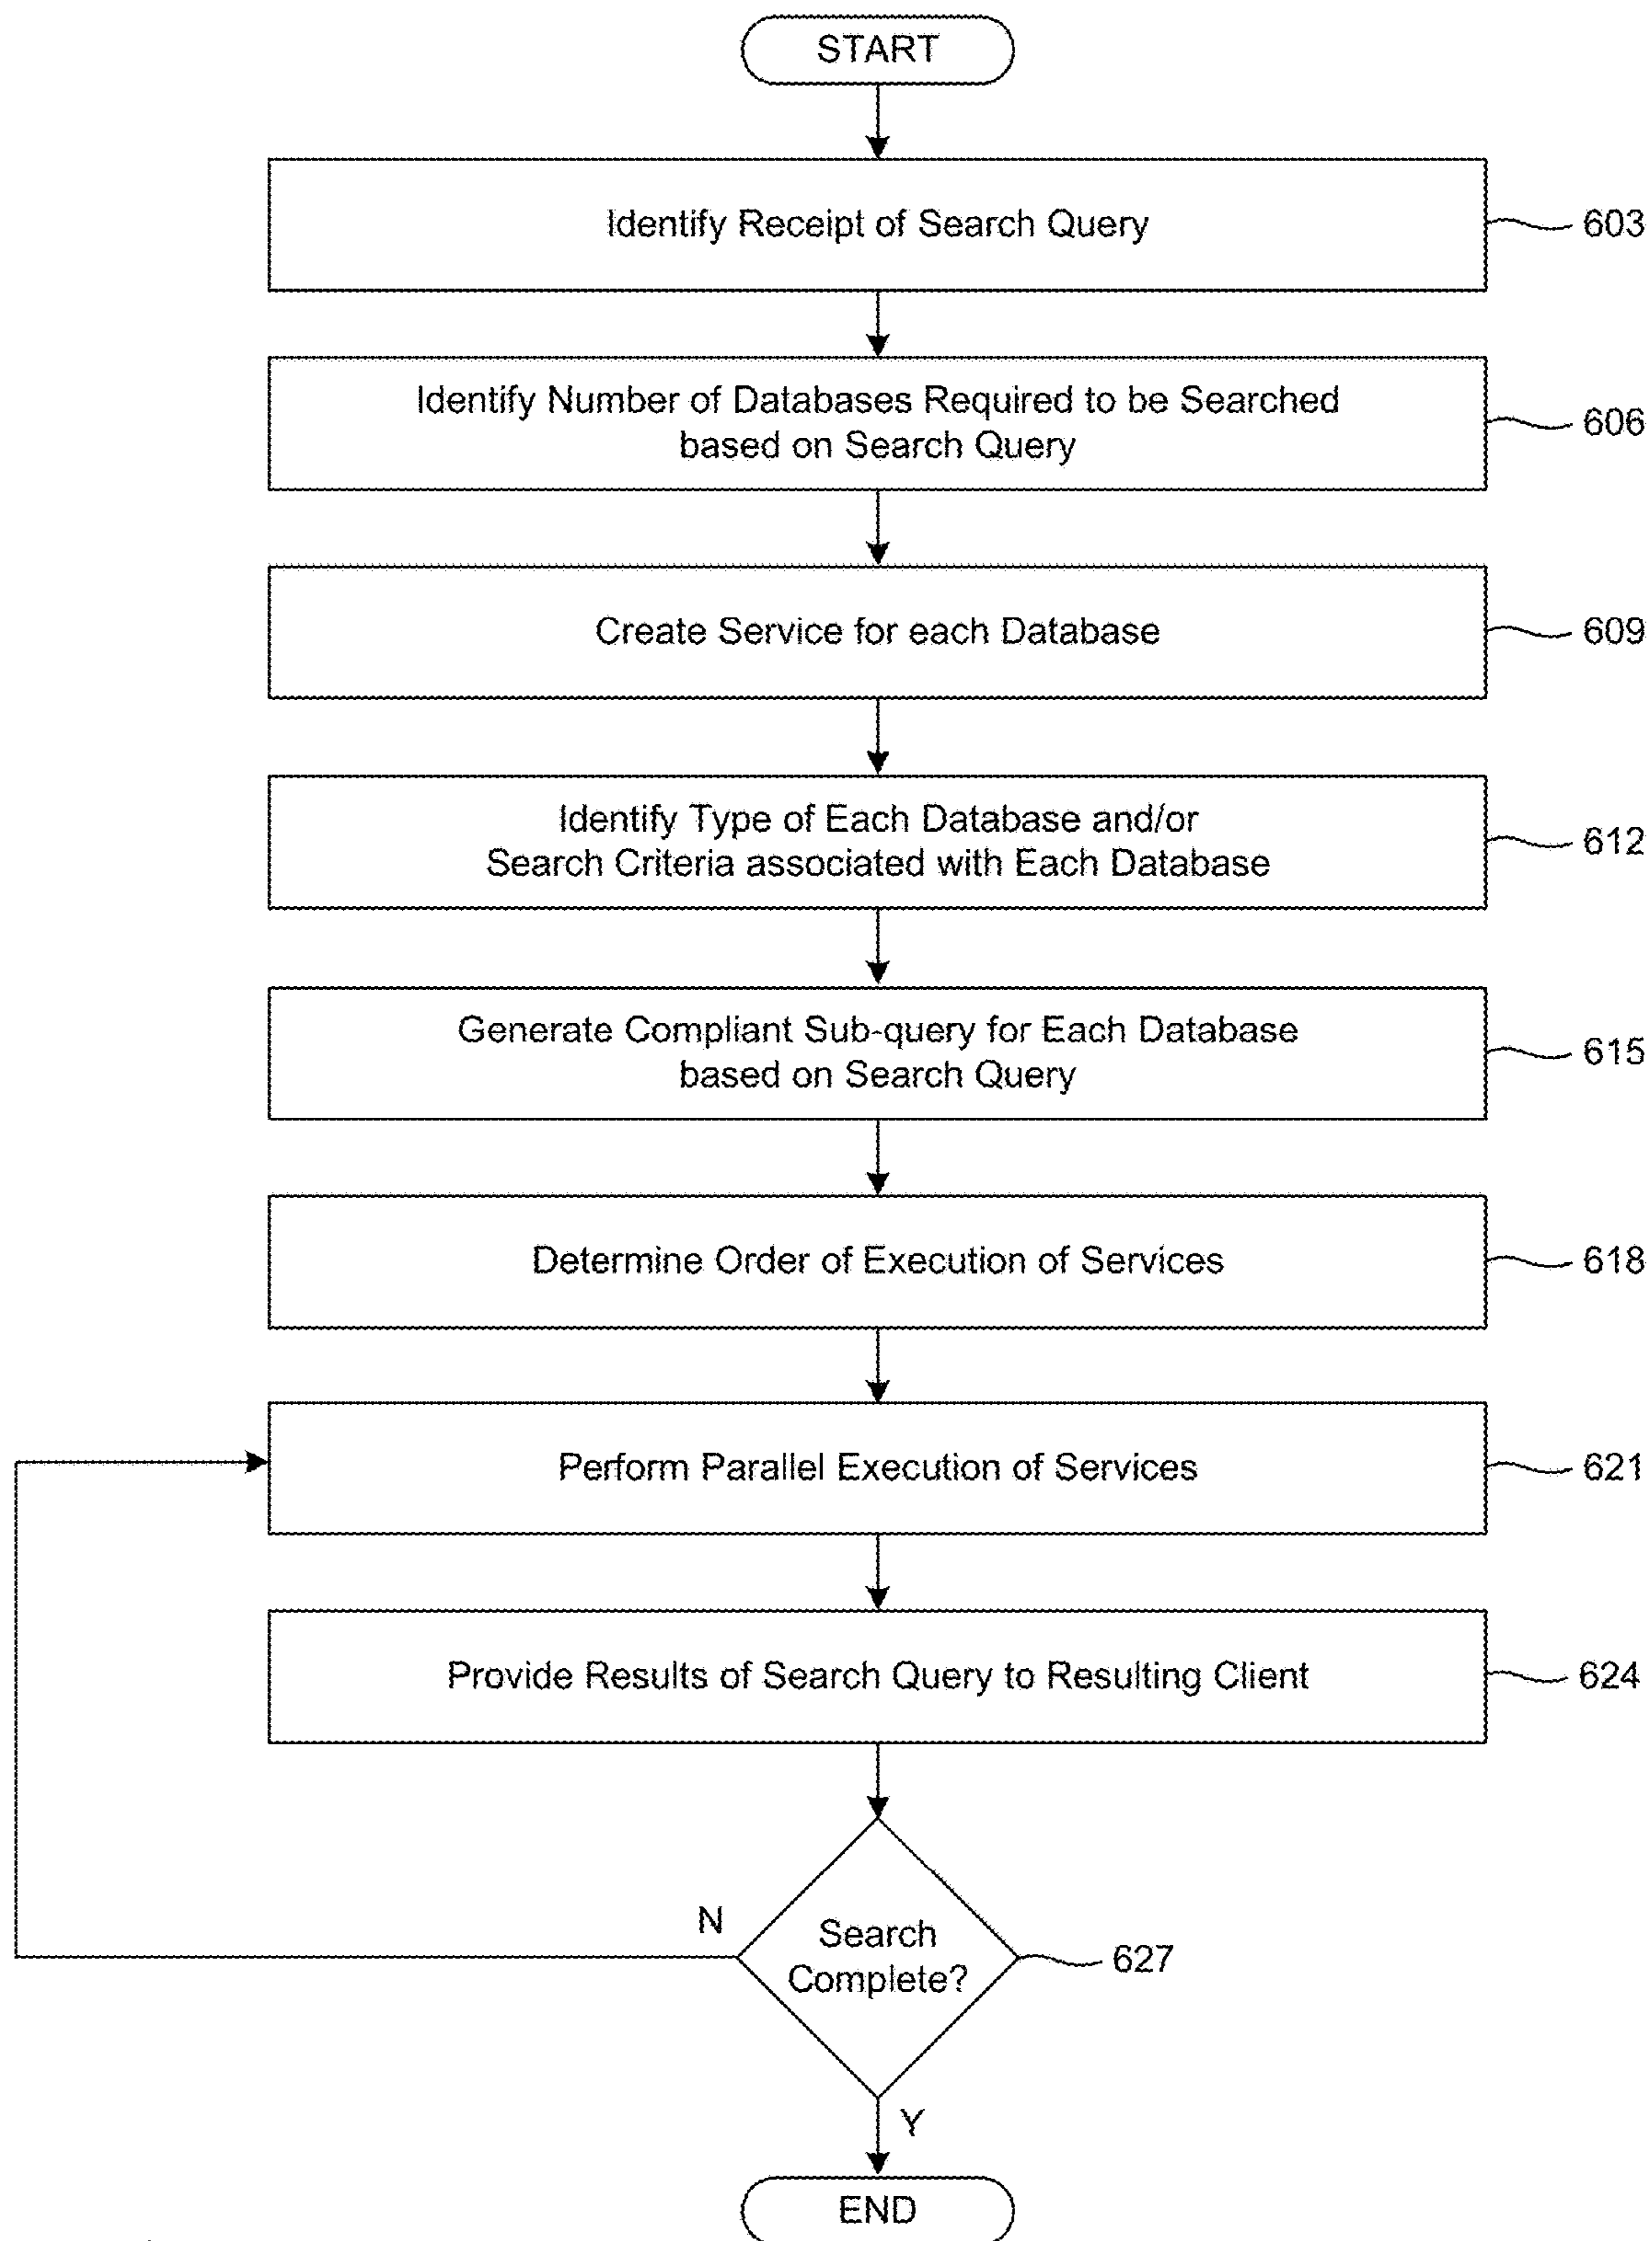 START
Identify Receipt of Search Query
603
Identify Number of Databases Required to be Searched
based on Search Query
606
Create Service for each Database
609
Identify Type of Each Database and/or
Search Criteria associated with Each Database
612
Generate Compliant Sub-query for Each Database
based on Search Query
615
Determine Order of Execution of Services
618
Perform Parallel Execution of Services
621
Provide Results of Search Query to Resulting Client
624
Search
Complete?
N
627
Y
END